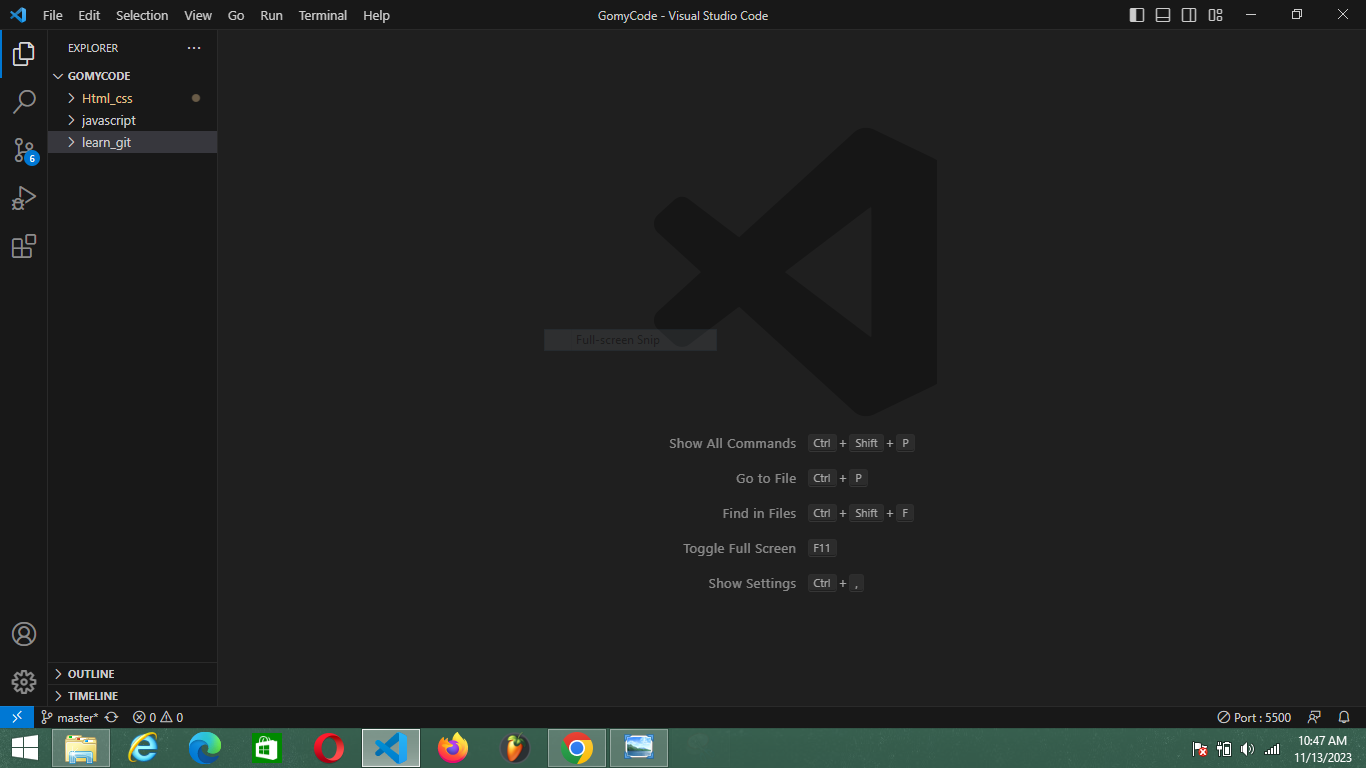 File Edit Selection View Go Run Terminal Help
GomyCode - Visual Studio Code
EXPLORER
GOMYCODE
Html_css
javascript
learn_git
6
Full-screen Snip
Show All Commands Ctrl + Shift + P
Go to File Ctrl + P
Find in Files Ctrl + Shift + F
Toggle Full Screen F11
Show Settings Ctrl + ,
OUTLINE
TIMELINE
master* 0 0 Port : 5500
10:47 AM
11/13/2023